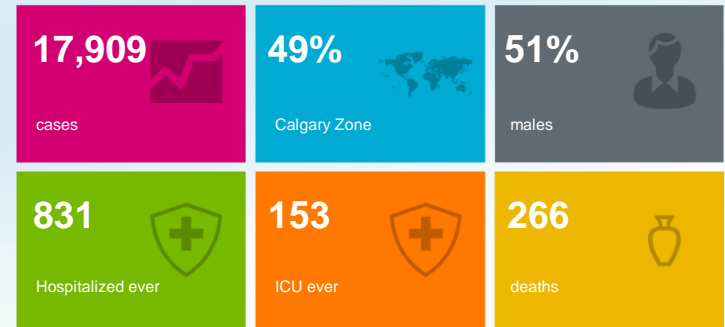 17,909
cases
49%
Calgary Zone
51%
males
831
Hospitalized ever
153
ICU ever
266
deaths